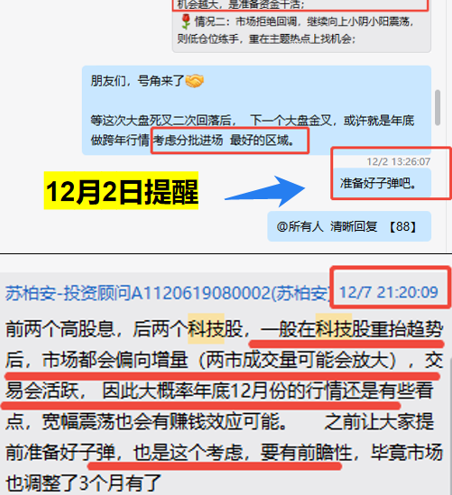 机会越大，是准备资金干活;
🌹情况二：市场拒绝回调，继续向上小阴小阳震荡，
则低仓位练手，重在主题热点上找机会；
朋友们，号角来了🤝
等这次大盘死叉二次回落后， 下一个大盘金叉，或许就是年底
做跨年行情 考虑分批进场 最好的区域。
12/2 13:26:07
准备好子弹吧。
12月2日提醒
@所有人 清晰回复 【88】
苏柏安-投资顾问A1120619080002(苏柏安) 12/7 21:20:09
前两个高股息，后两个科技股，一般在科技股重抬趋势
后，市场都会偏向增量（两市成交量可能会放大），交
易会活跃， 因此大概率年底12月份的行情还是有些看
点，宽幅震荡也会有赚钱效应可能。 之前让大家提
前准备好子弹，也是这个考虑，要有前瞻性，毕竟市场
也调整了3个月有了